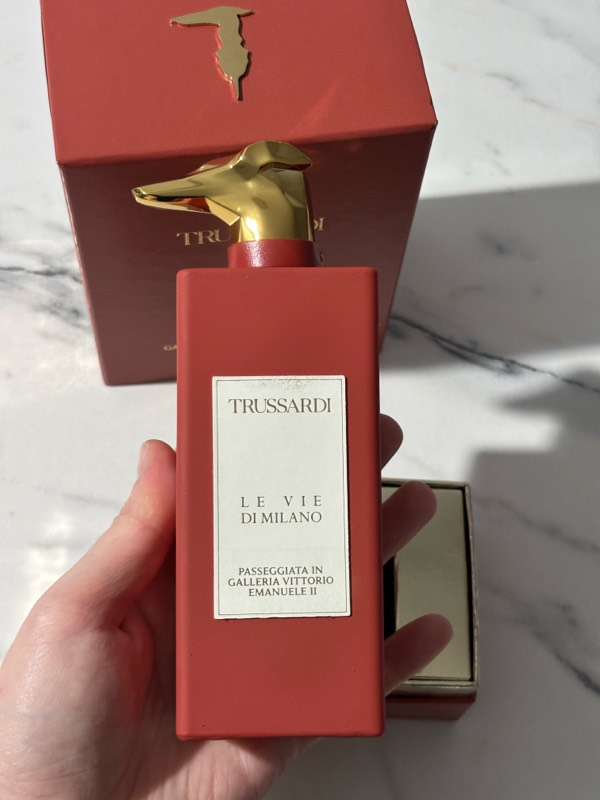 TRUSSARDI
LE VIE
DI MILANO
PASSEGGIATA IN
GALLERIA VITTORIO
EMANUELE II